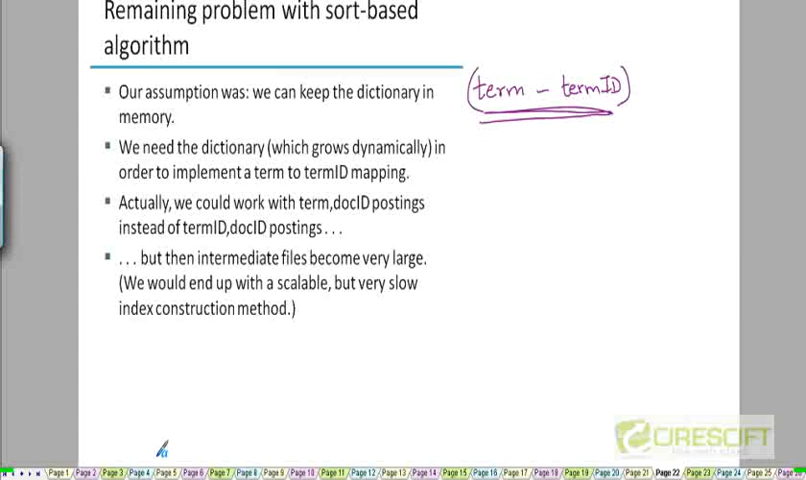 Remaining problem with sort-based
algorithm
(term - termID)
▪ Our assumption was: we can keep the dictionary in
memory.
▪ We need the dictionary (which grows dynamically) in
order to implement a term to termID mapping.
▪ Actually, we could work with term,docID postings
instead of termID,docID postings . . .
▪ . . . but then intermediate files become very large.
(We would end up with a scalable, but very slow
index construction method.)
Page 1 Page 2 Page 3 Page 4 Page 5 Page 6 Page 7 Page 8 Page 9 Page 10 Page 11 Page 12 Page 13 Page 14 Page 15 Page 16 Page 17 Page 18 Page 19 Page 20 Page 21 Page 22 Page 23 Page 24 Page 25